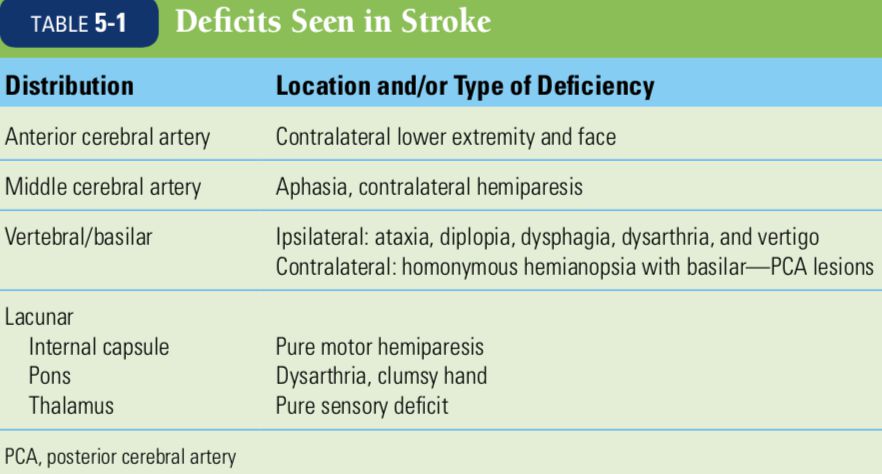 TABLE 5-1 Deficits Seen in Stroke
Distribution Location and/or Type of Deficiency
Anterior cerebral artery Contralateral lower extremity and face
Middle cerebral artery Aphasia, contralateral hemiparesis
Vertebral/basilar Ipsilateral: ataxia, diplopia, dysphagia, dysarthria, and vertigo
Contralateral: homonymous hemianopsia with basilar—PCA lesions
Lacunar
Internal capsule Pure motor hemiparesis
Pons Dysarthria, clumsy hand
Thalamus Pure sensory deficit
PCA, posterior cerebral artery